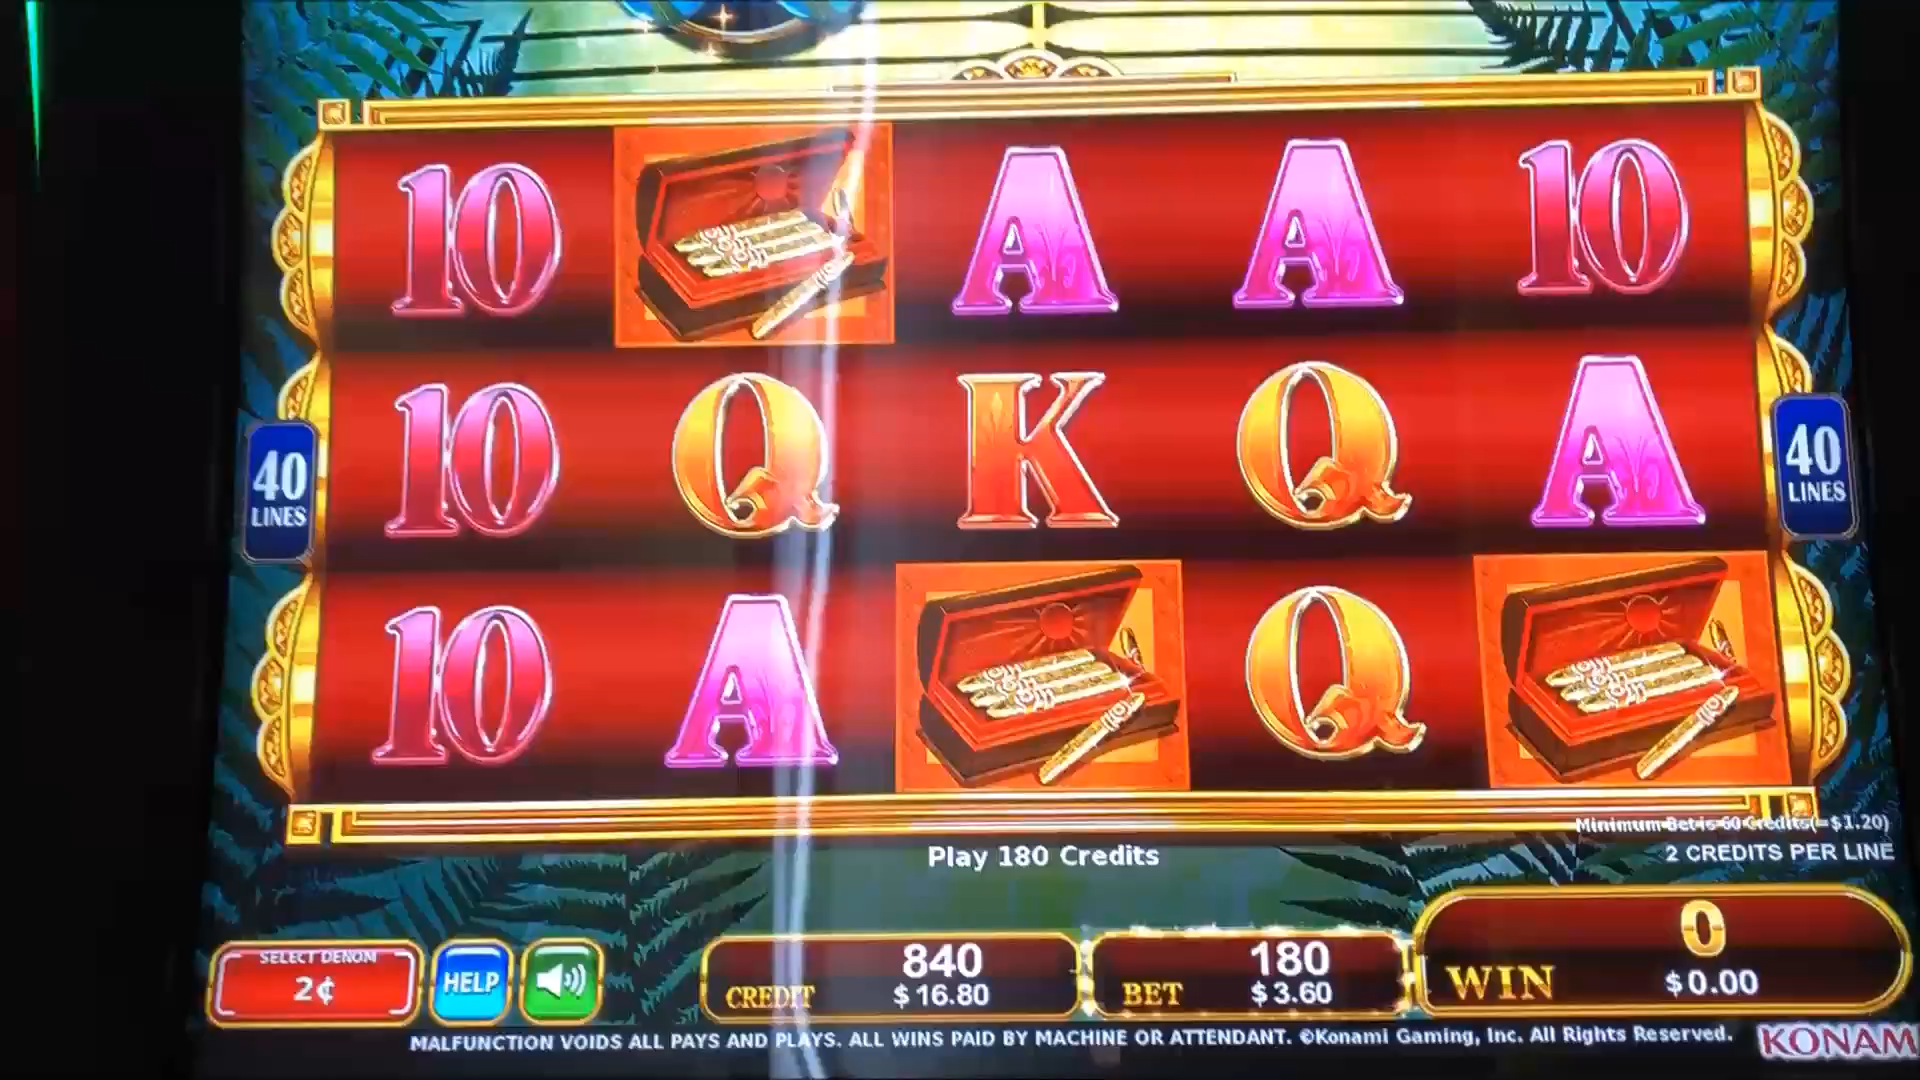 10 A A 10
10 Q K Q A
10 A Q
40
LINES
40
LINES
Minimum Bet is 60 Credits(=$1.20)
Play 180 Credits
2 CREDITS PER LINE
SELECT DENOM
2¢
HELP
CREDIT
840
$16.80
BET
180
$3.60
WIN
0
$0.00
MALFUNCTION VOIDS ALL PAYS AND PLAYS. ALL WINS PAID BY MACHINE OR ATTENDANT. ©Konami Gaming, Inc. All Rights Reserved.
KONAM